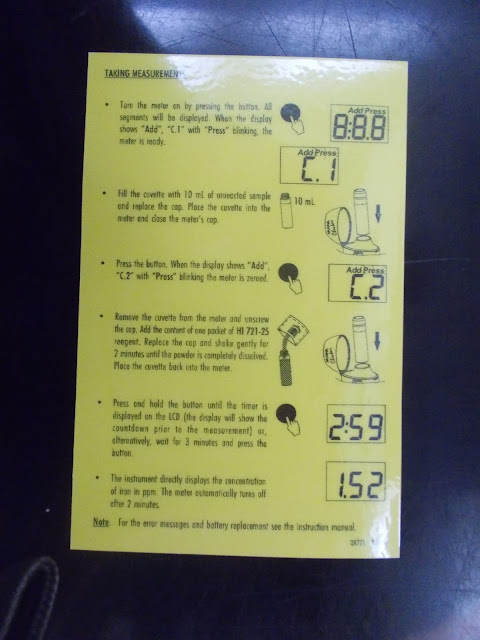 TAKING MEASUREMENTS
• Turn the meter on by pressing the button. All
segments will be displayed. When the display
shows "Add", "C.1" with "Press" blinking, the
meter is ready.
Add Press
8:8.8
Add Press
C.1
• Fill the cuvette with 10 mL of unreacted sample
and replace the cap. Place the cuvette into the
meter and close the meter's cap.
10 mL
• Press the button. When the display shows "Add",
"C.2" with "Press" blinking the meter is zeroed.
Add Press
C.2
• Remove the cuvette from the meter and unscrew
the cap. Add the content of one packet of HI 721-25
reagent. Replace the cap and shake gently for
2 minutes until the powder is completely dissolved.
Place the cuvette back into the meter.
• Press and hold the button until the timer is
displayed on the LCD (the display will show the
countdown prior to the measurement) or,
alternatively, wait for 3 minutes and press the
button.
2:59
• The instrument directly displays the concentration
of iron in ppm. The meter automatically turns off
after 2 minutes.
1.52
Note: For the error messages and battery replacement see the instruction manual.